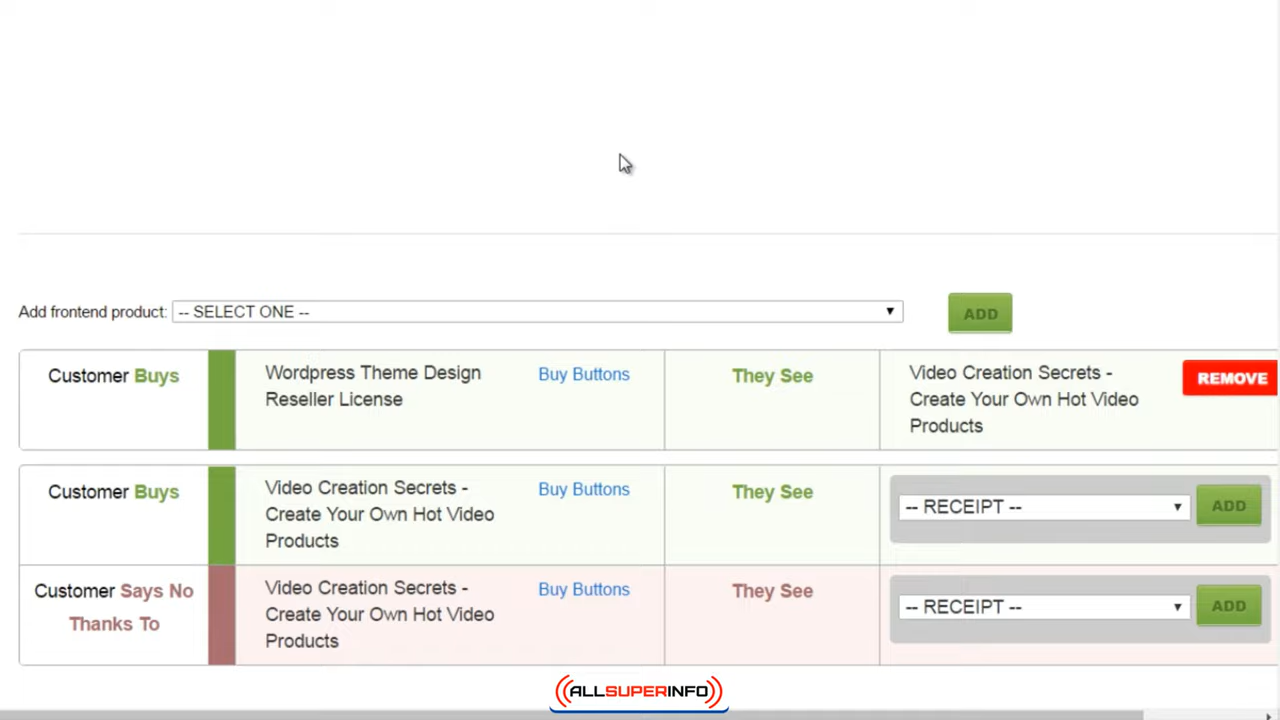 Add frontend product: -- SELECT ONE -- ADD
Customer Buys
Wordpress Theme Design
Reseller License
Buy Buttons
They See
Video Creation Secrets -
Create Your Own Hot Video
Products
REMOVE
Customer Buys
Video Creation Secrets -
Create Your Own Hot Video
Products
Buy Buttons
They See
-- RECEIPT -- ADD
Customer Says No
Thanks To
Video Creation Secrets -
Create Your Own Hot Video
Products
Buy Buttons
They See
-- RECEIPT -- ADD
ALLSUPERINFO